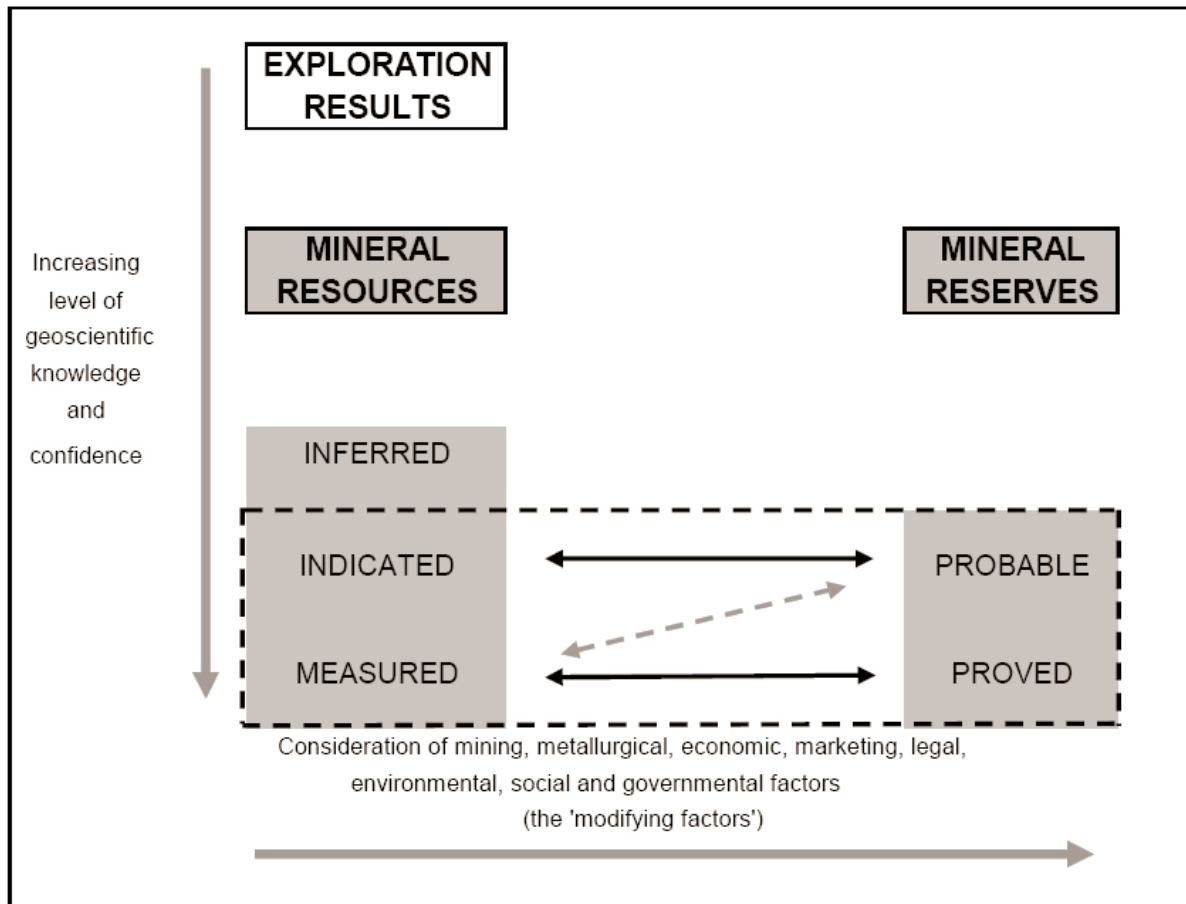 EXPLORATION
RESULTS
MINERAL
RESOURCES
MINERAL
RESERVES
Increasing
level of
geoscientific
knowledge
and
confidence
INFERRED
INDICATED
PROBABLE
MEASURED
PROVED
Consideration of mining, metallurgical, economic, marketing, legal,
environmental, social and governmental factors
(the 'modifying factors')